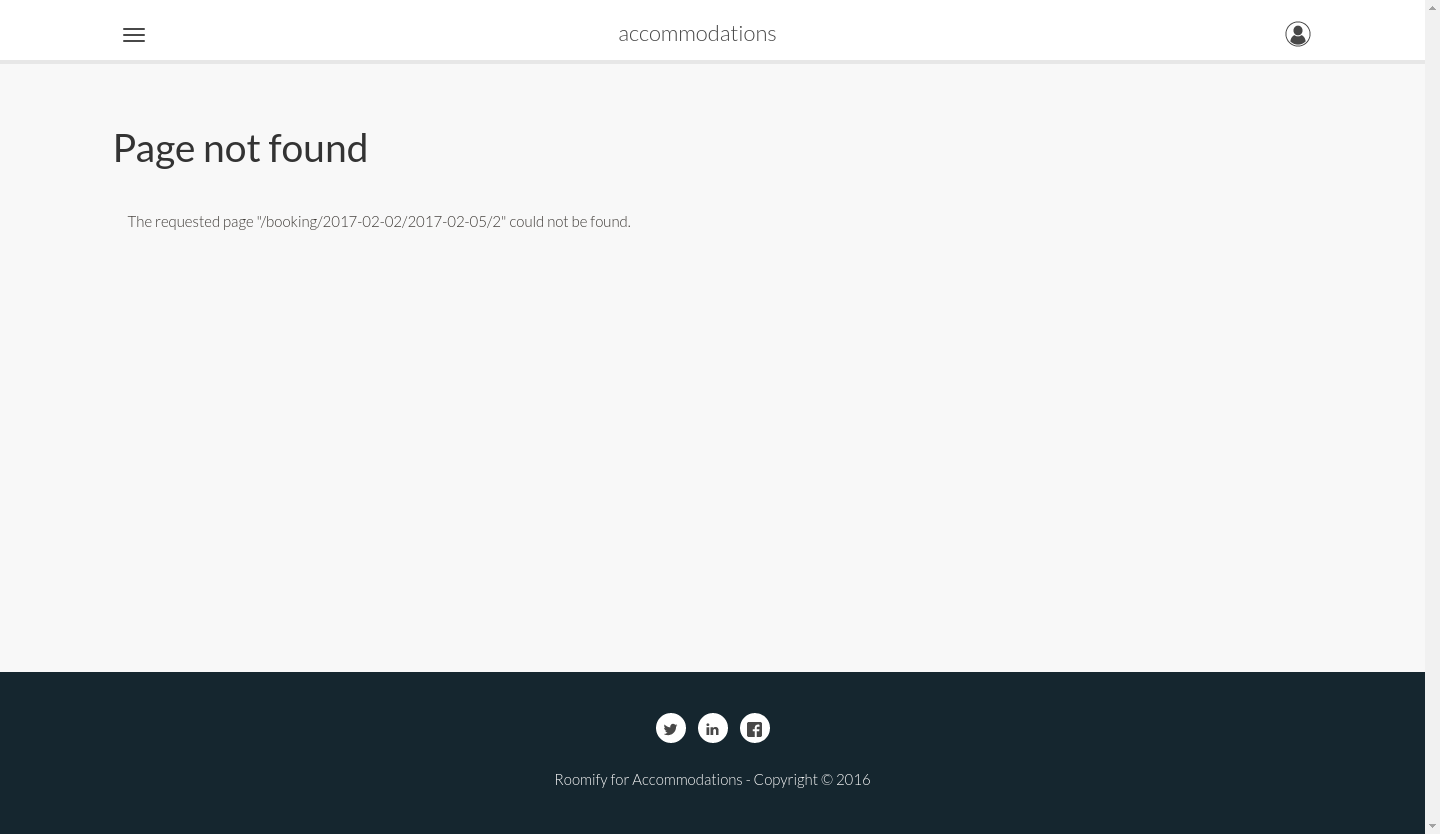 accommodations
Page not found
The requested page "/booking/2017-02-02/2017-02-05/2" could not be found.
Roomify for Accommodations - Copyright © 2016